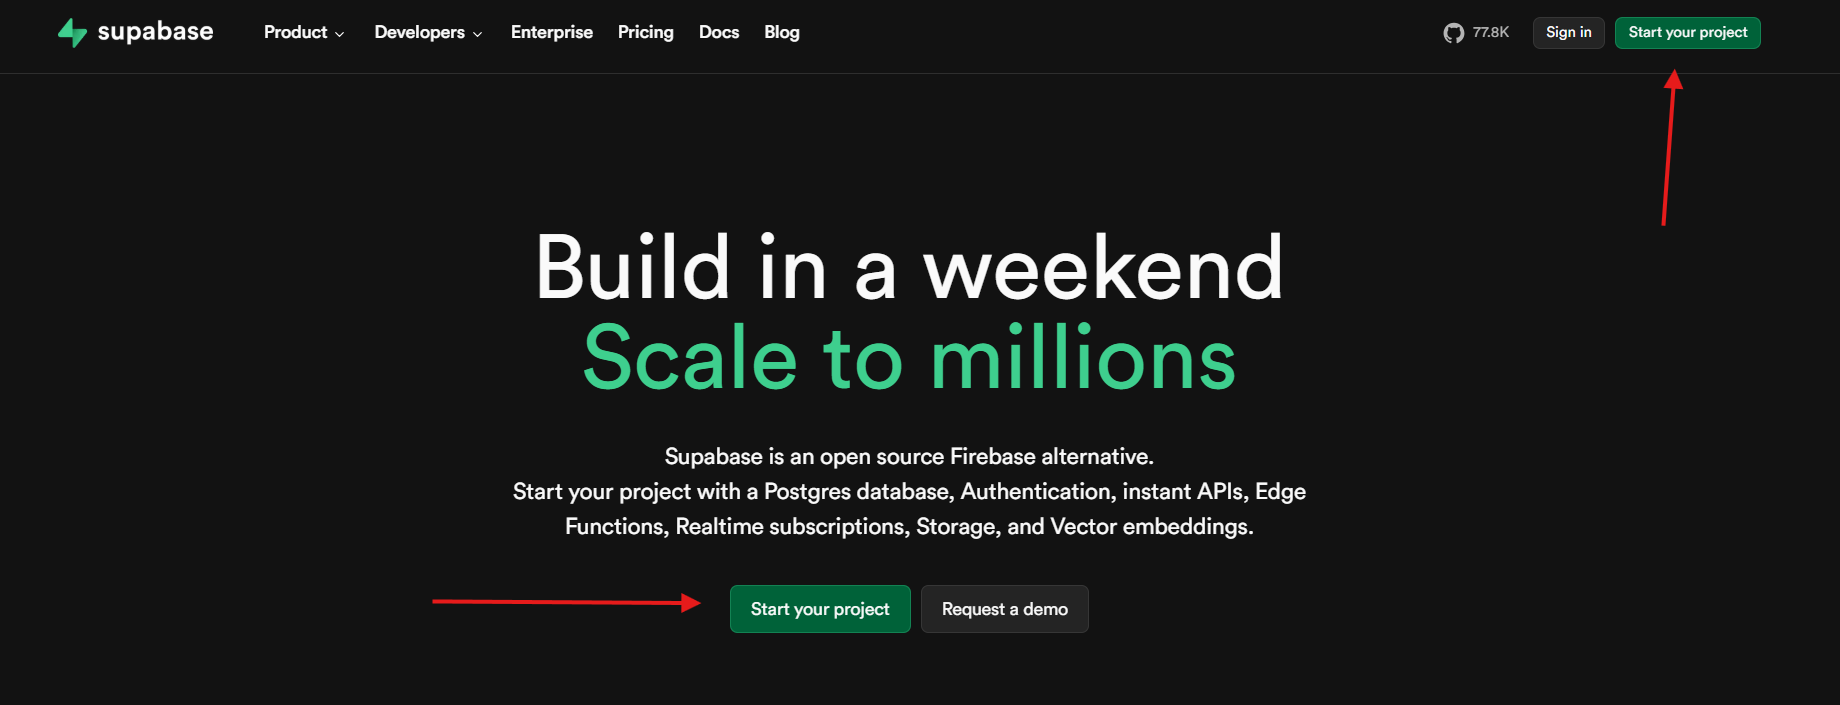 supabase Product Developers Enterprise Pricing Docs Blog 77.8K Sign in Start your project
Build in a weekend
Scale to millions
Supabase is an open source Firebase alternative.
Start your project with a Postgres database, Authentication, instant APIs, Edge
Functions, Realtime subscriptions, Storage, and Vector embeddings.
Start your project Request a demo